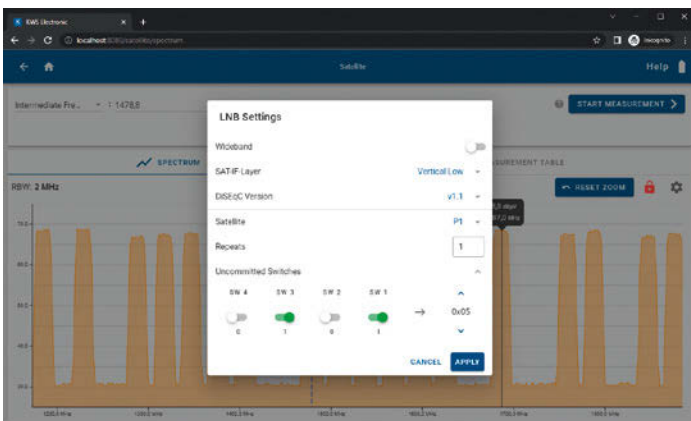 KWS Electronic
localhost
Incognito
Satellite
Help
Intermediate Fre...
1478,8
START MEASUREMENT
SPECTRUM
MEASUREMENT TABLE
RBW: 2 MHz
RESET ZOOM
LNB Settings
Wideband
SAT-IF-Layer
Vertical Low
DiSEqC Version
v1.1
Satellite
P1
Repeats
1
Uncommitted Switches
SW 4 SW 3 SW 2 SW 1
→ 0x05
0 1 0 1
CANCEL APPLY